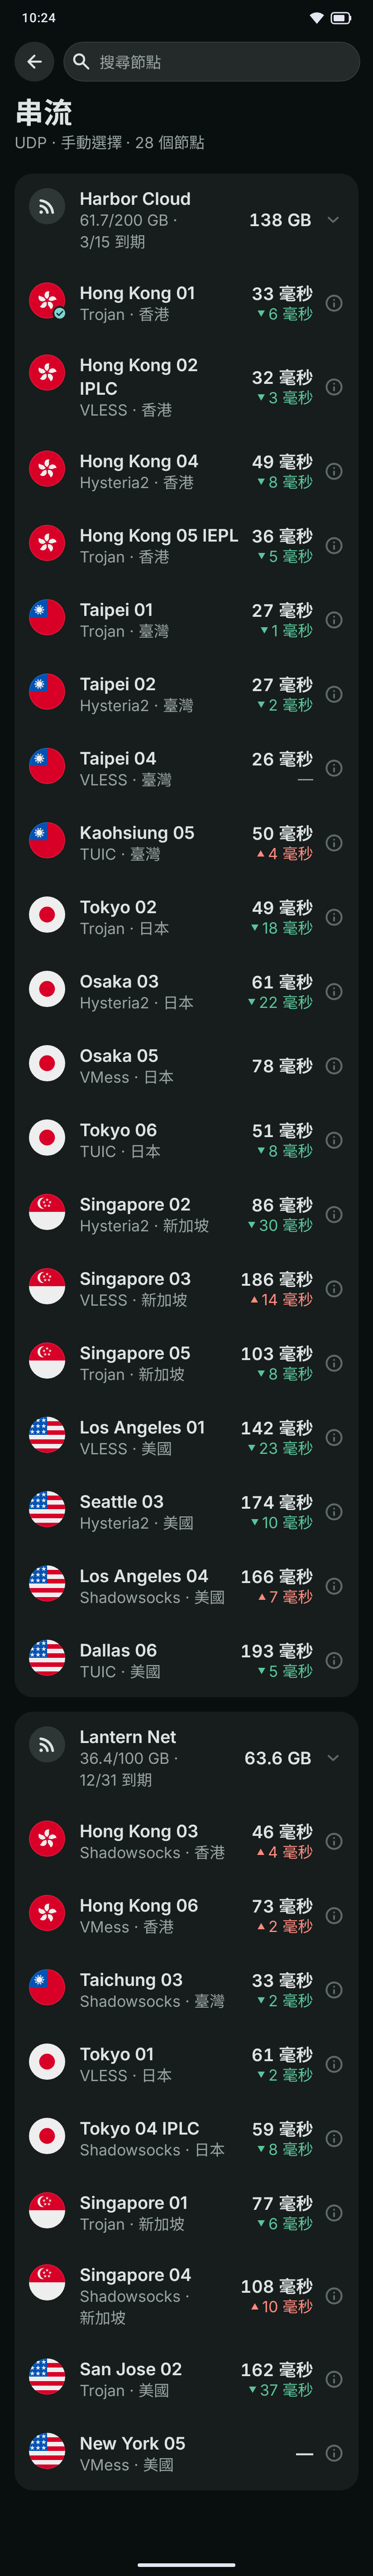 10:24
搜尋節點
串流
UDP · 手動選擇 · 28 個節點
Harbor Cloud
61.7/200 GB ·
3/15 到期
138 GB
Hong Kong 01
Trojan · 香港
33 毫秒
▼6 毫秒
Hong Kong 02
IPLC
VLESS · 香港
32 毫秒
▼3 毫秒
Hong Kong 04
Hysteria2 · 香港
49 毫秒
▼8 毫秒
Hong Kong 05 IEPL
Trojan · 香港
36 毫秒
▼5 毫秒
Taipei 01
Trojan · 臺灣
27 毫秒
▼1 毫秒
Taipei 02
Hysteria2 · 臺灣
27 毫秒
▼2 毫秒
Taipei 04
VLESS · 臺灣
26 毫秒
—
Kaohsiung 05
TUIC · 臺灣
50 毫秒
▲4 毫秒
Tokyo 02
Trojan · 日本
49 毫秒
▼18 毫秒
Osaka 03
Hysteria2 · 日本
61 毫秒
▼22 毫秒
Osaka 05
VMess · 日本
78 毫秒
Tokyo 06
TUIC · 日本
51 毫秒
▼8 毫秒
Singapore 02
Hysteria2 · 新加坡
86 毫秒
▼30 毫秒
Singapore 03
VLESS · 新加坡
186 毫秒
▲14 毫秒
Singapore 05
Trojan · 新加坡
103 毫秒
▼8 毫秒
Los Angeles 01
VLESS · 美國
142 毫秒
▼23 毫秒
Seattle 03
Hysteria2 · 美國
174 毫秒
▼10 毫秒
Los Angeles 04
Shadowsocks · 美國
166 毫秒
▲7 毫秒
Dallas 06
TUIC · 美國
193 毫秒
▼5 毫秒
Lantern Net
36.4/100 GB ·
12/31 到期
63.6 GB
Hong Kong 03
Shadowsocks · 香港
46 毫秒
▲4 毫秒
Hong Kong 06
VMess · 香港
73 毫秒
▲2 毫秒
Taichung 03
Shadowsocks · 臺灣
33 毫秒
▼2 毫秒
Tokyo 01
VLESS · 日本
61 毫秒
▼2 毫秒
Tokyo 04 IPLC
Shadowsocks · 日本
59 毫秒
▼8 毫秒
Singapore 01
Trojan · 新加坡
77 毫秒
▼6 毫秒
Singapore 04
Shadowsocks ·
新加坡
108 毫秒
▲10 毫秒
San Jose 02
Trojan · 美國
162 毫秒
▼37 毫秒
New York 05
VMess · 美國
—